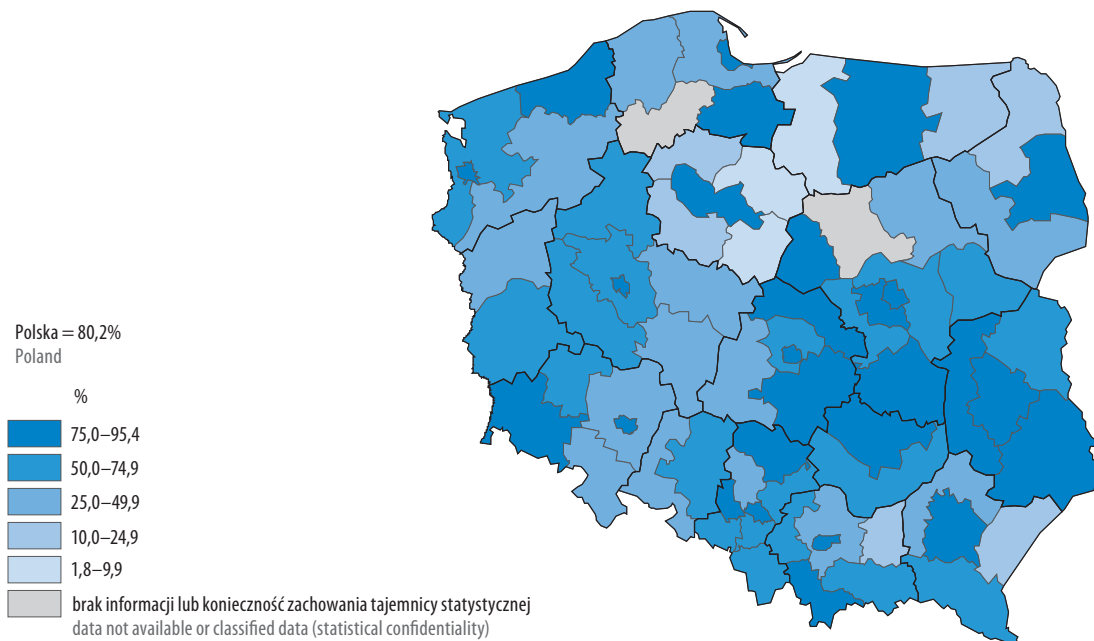 Polska = 80,2%
Poland
%
75,0–95,4
50,0–74,9
25,0–49,9
10,0–24,9
1,8–9,9
brak informacji lub konieczność zachowania tajemnicy statystycznej
data not available or classified data (statistical confidentiality)